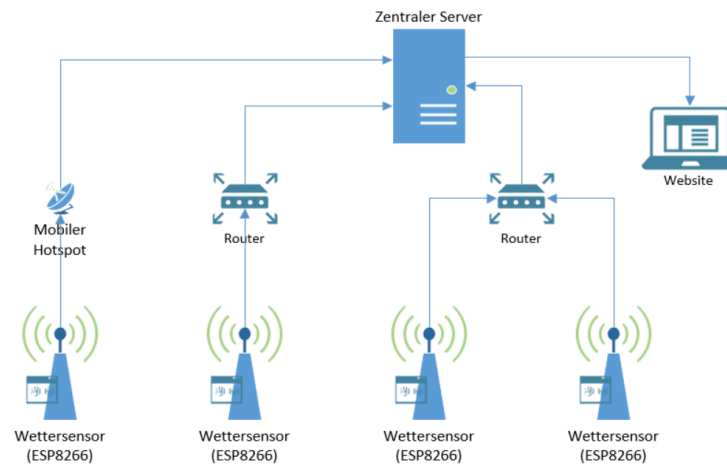 Zentraler Server
Website
Mobiler
Hotspot
Router
Router
Wettersensor
(ESP8266)
Wettersensor
(ESP8266)
Wettersensor
(ESP8266)
Wettersensor
(ESP8266)